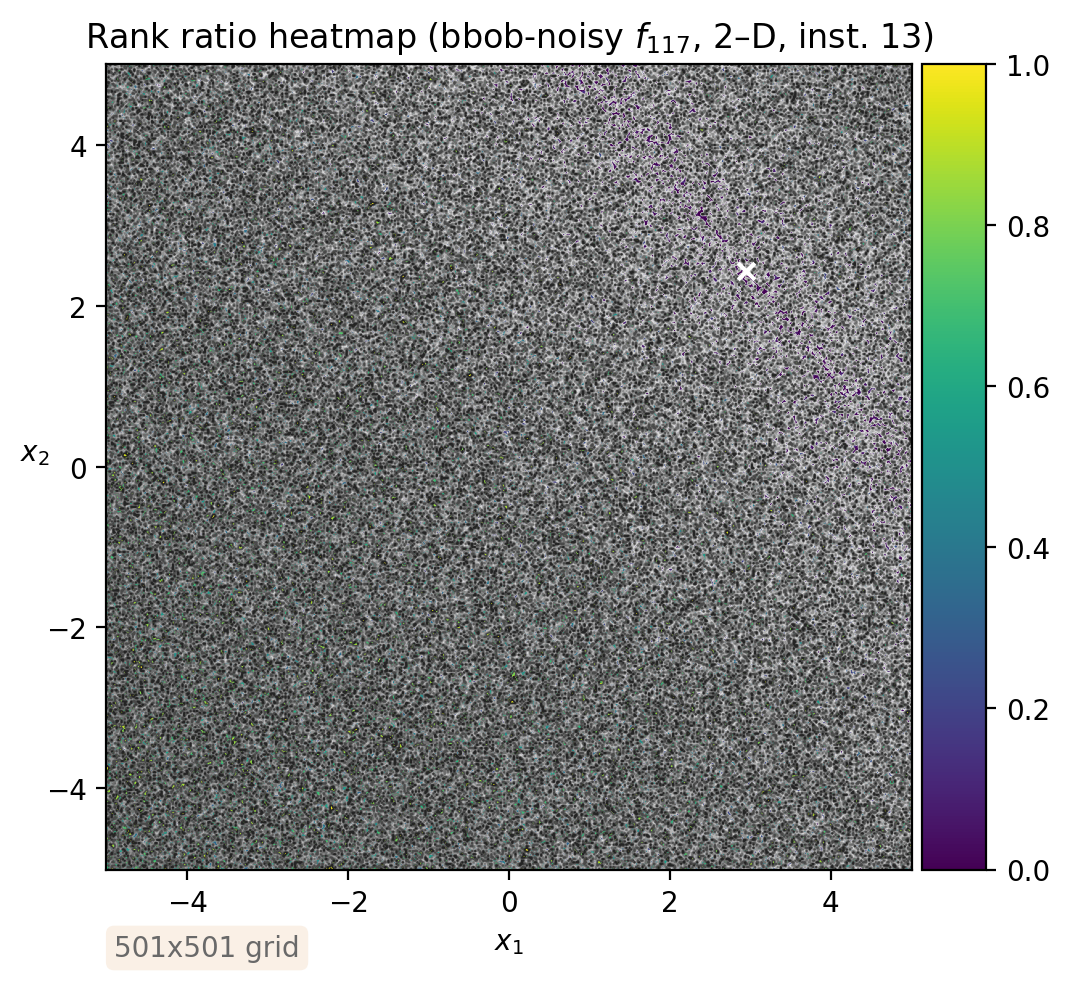 Rank ratio heatmap (bbob-noisy f₁₁₇, 2–D, inst. 13)
1.0
0.8
0.6
0.4
0.2
0.0
4
2
0
−2
−4
x₂
−4 −2 0 2 4
x₁
501x501 grid